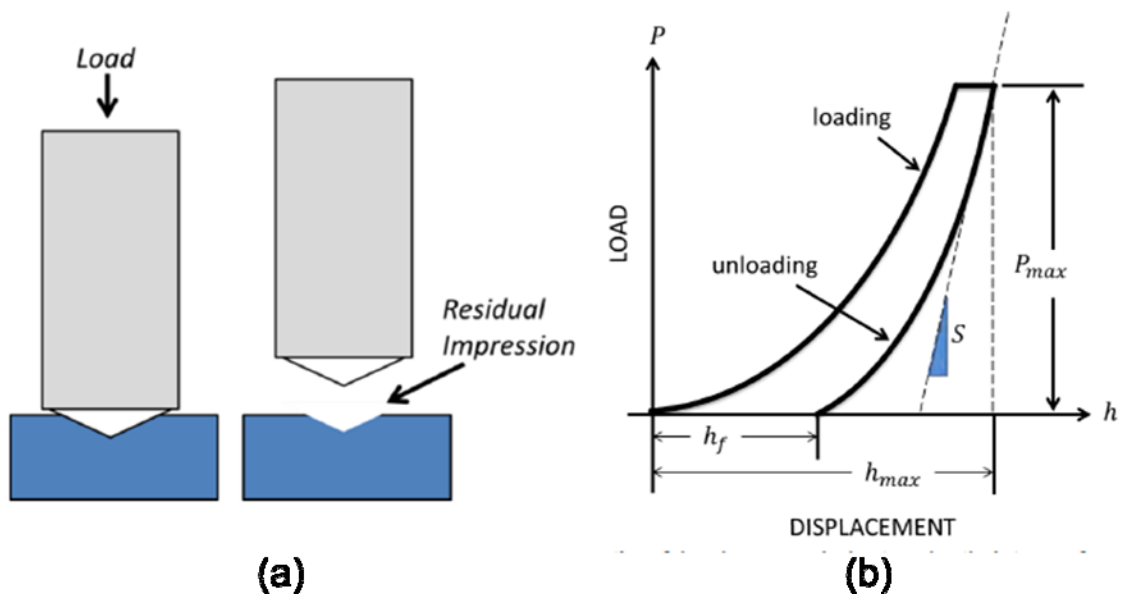 Load
Residual
Impression
(a)
P
LOAD
loading
unloading
S
P_max
h
h_f
h_max
DISPLACEMENT
(b)